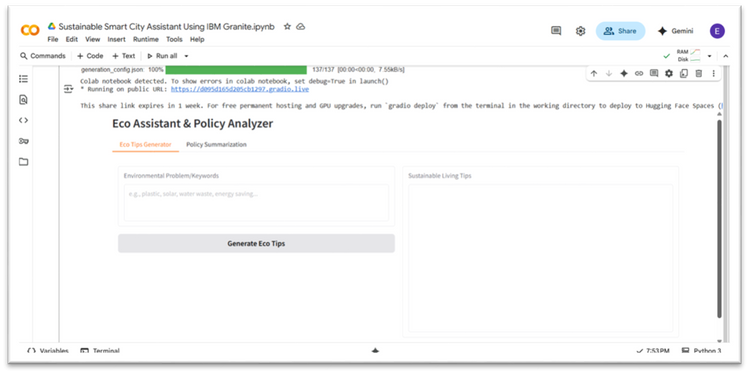 Sustainable Smart City Assistant Using IBM Granite.ipynb
Share
Gemini
E
File Edit View Insert Runtime Tools Help
Commands + Code + Text Run all
RAM
Disk
generation_config.json: 100% 137/137 [00:00<00:00, 7.55kB/s]
Colab notebook detected. To show errors in colab notebook, set debug=True in launch()
* Running on public URL: https://d095d165d205cb1297.gradio.live
This share link expires in 1 week. For free permanent hosting and GPU upgrades, run `gradio deploy` from the terminal in the working directory to deploy to Hugging Face Spaces (
Eco Assistant & Policy Analyzer
Eco Tips Generator Policy Summarization
Environmental Problem/Keywords
e.g., plastic, solar, water waste, energy saving...
Generate Eco Tips
Sustainable Living Tips
Variables Terminal
7:53 PM Python 3